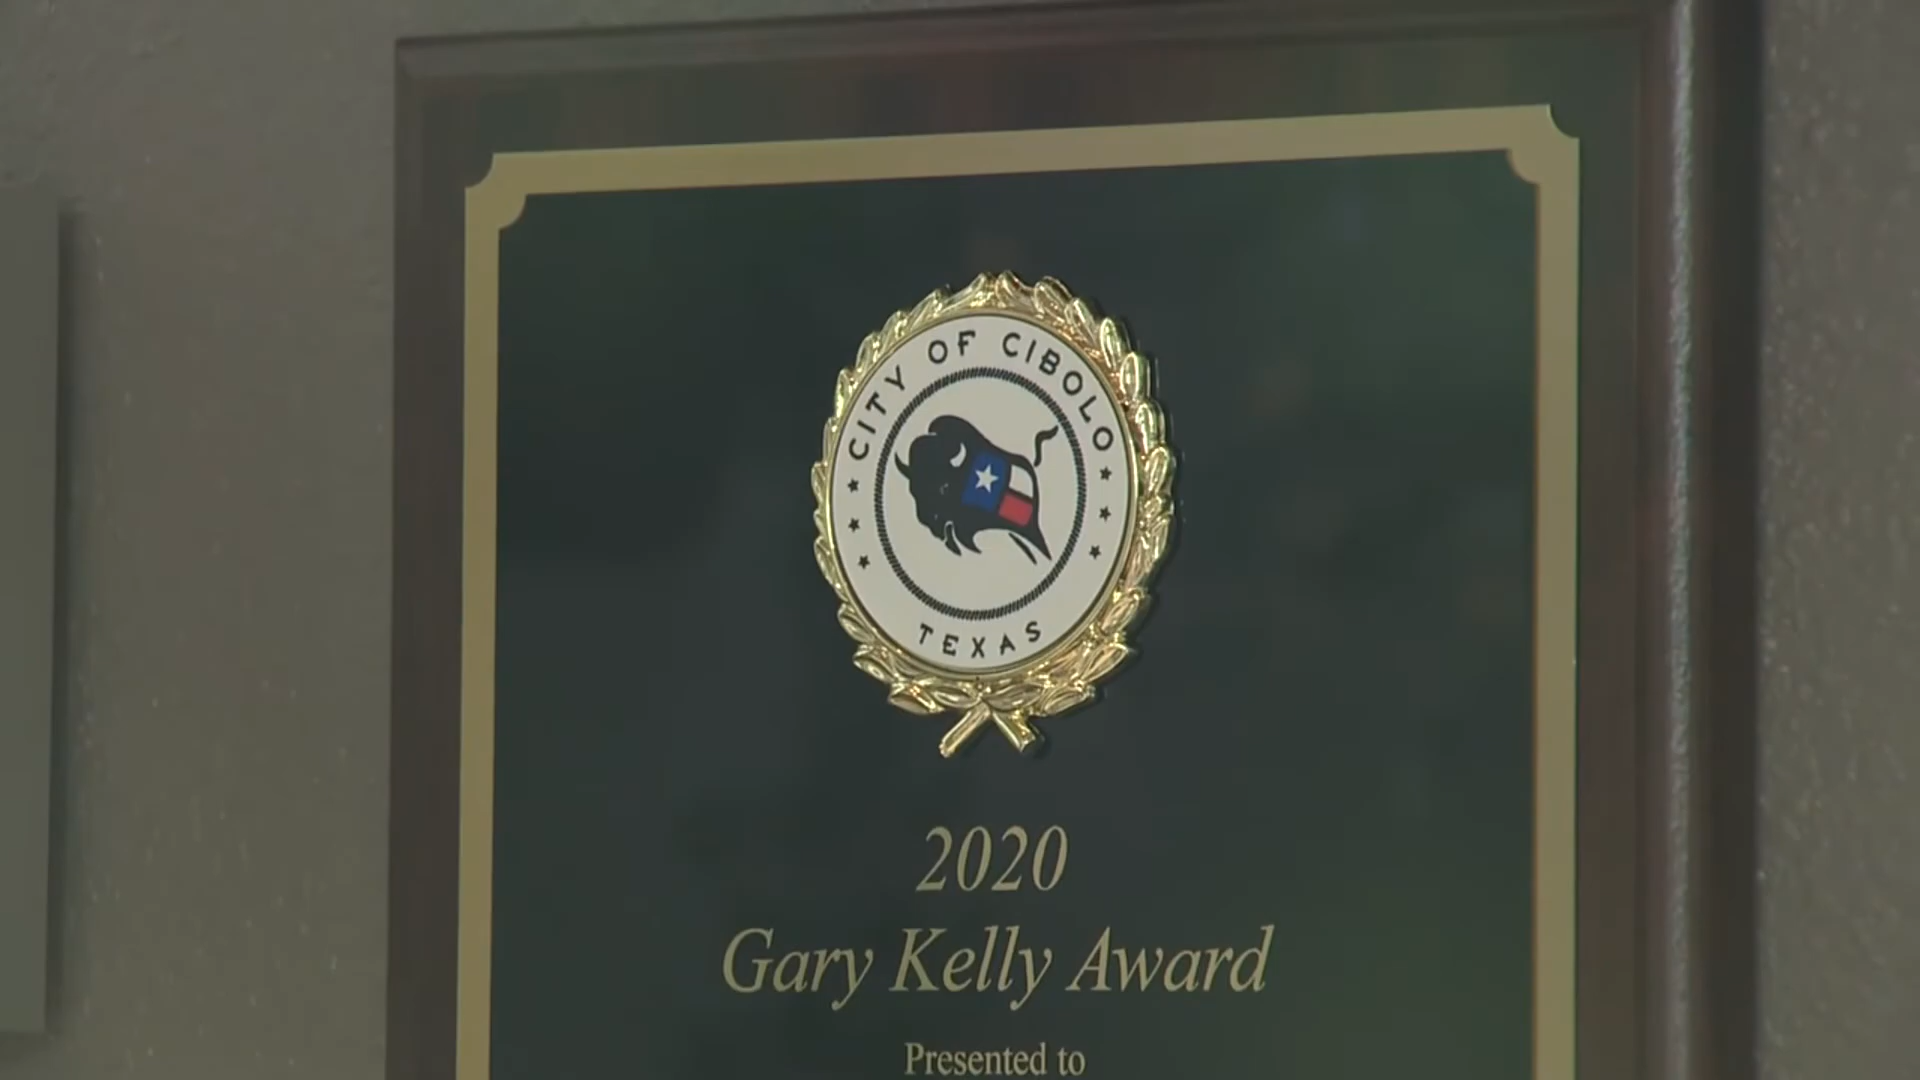 CITY OF CIBOLO
TEXAS
2020
Gary Kelly Award
Presented to